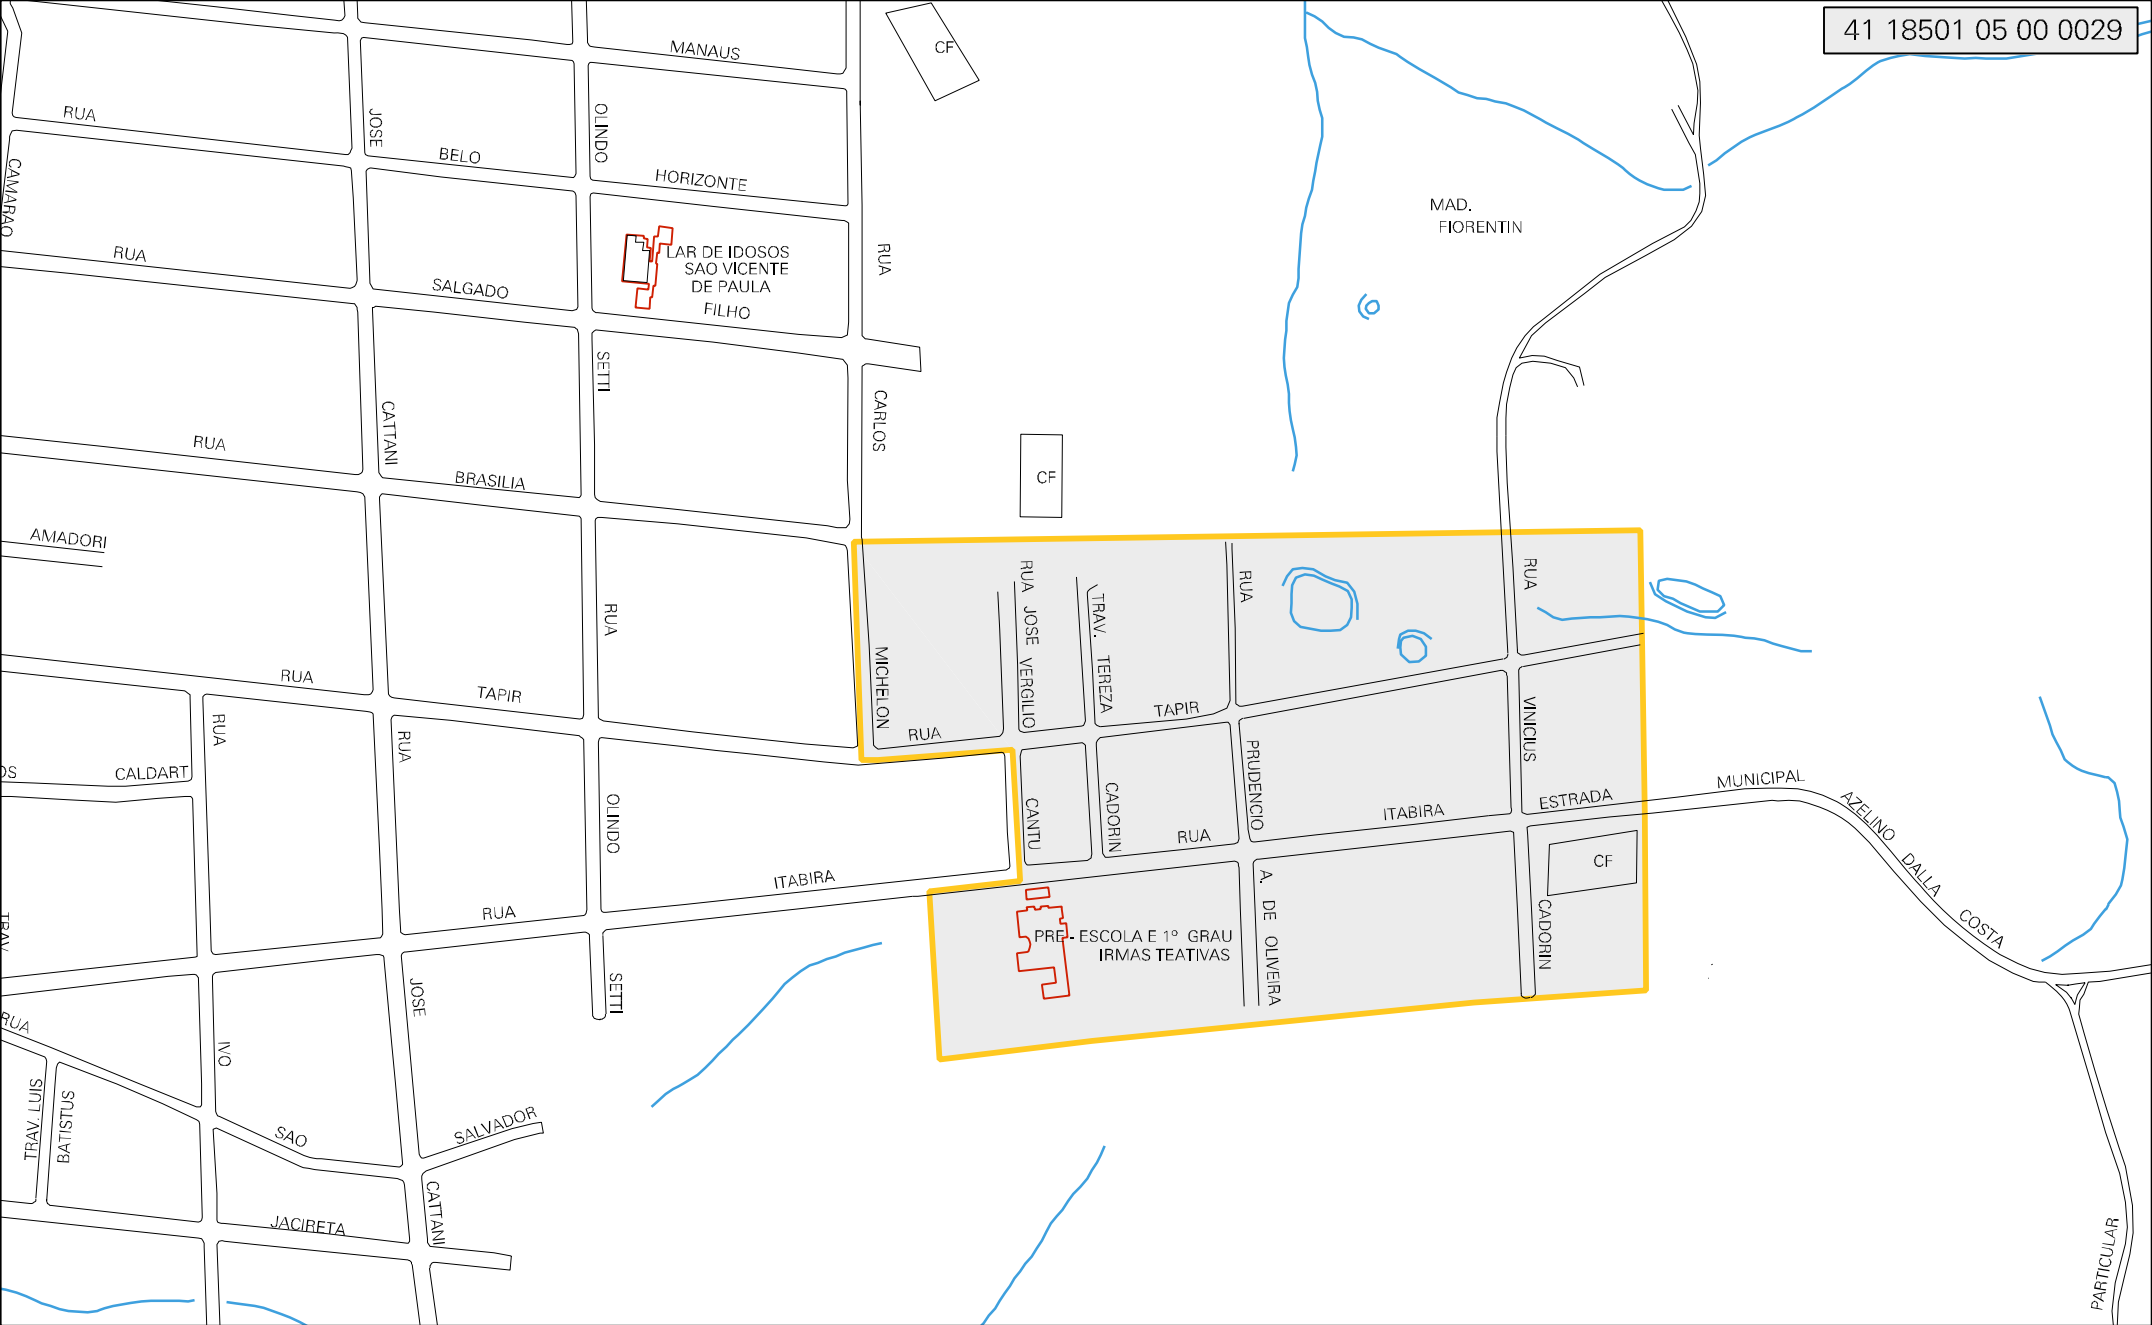 41 18501 05 00 0029
MANAUS
CF
RUA
JOSE
OLINDO
BELO
HORIZONTE
CAMARAO
MAD.
FIORENTIN
RUA
SALGADO
LAR DE IDOSOS
SAO VICENTE
DE PAULA
FILHO
RUA
SETTI
CARLOS
CATTANI
RUA
BRASILIA
CF
AMADORI
RUA
RUA JOSE VERGILIO
TRAV. TEREZA
RUA
RUA
MICHELON
RUA
TAPIR
RUA
TAPIR
RUA
RUA
VINICIUS
PRUDENCIO
OS
CALDART
OLINDO
CANTU
CADORIN
RUA
ITABIRA
ESTRADA
MUNICIPAL
AZELINO
DALLA
COSTA
CF
ITABIRA
RUA
TRAV.
A. DE OLIVEIRA
CADORIN
PRE - ESCOLA E 1º GRAU
IRMAS TEATIVAS
JOSE
SETTI
RUA
IVO
TRAV. LUIS
BATISTUS
SAO
SALVADOR
CATTANI
JACIRETA
PARTICULAR